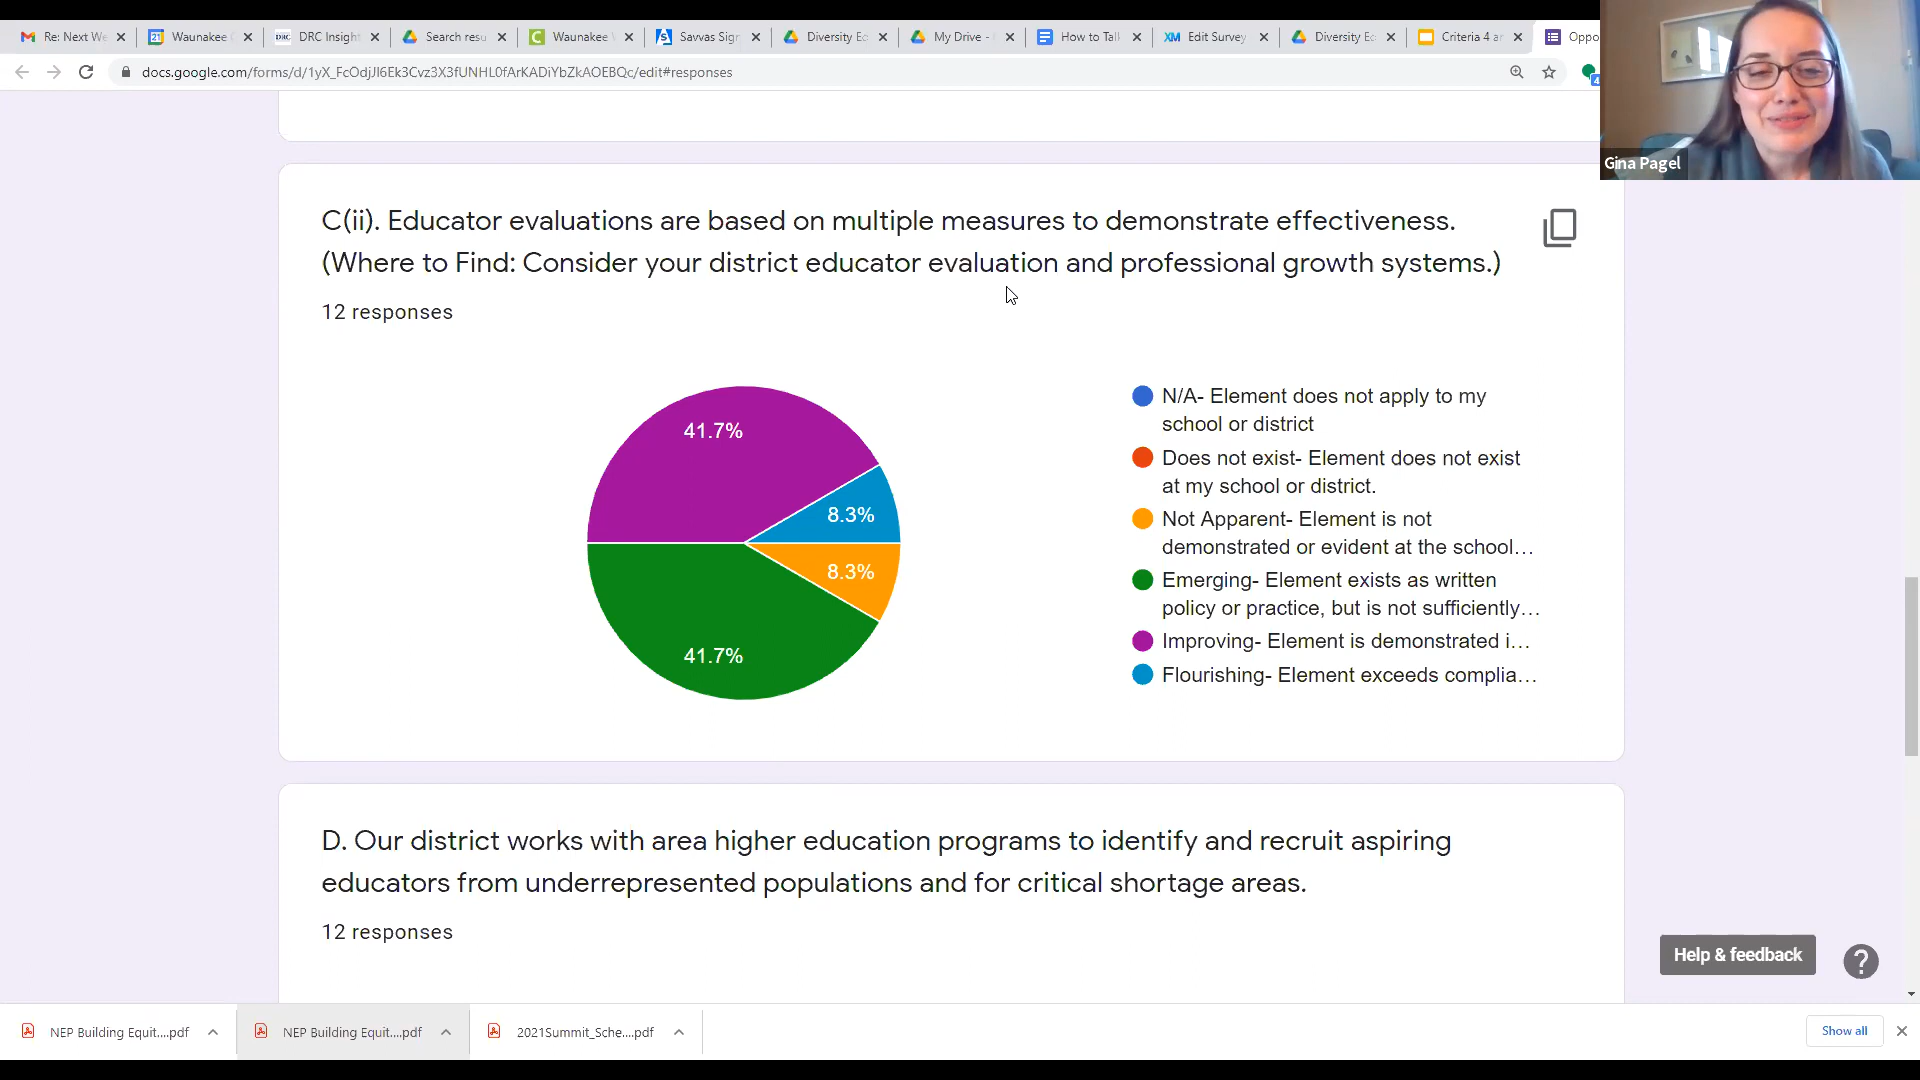 Re: Next We
Waunakee
DRC Insight
Search resu
Waunakee
Savvas Sign
Diversity Ec
My Drive -
How to Talk
Edit Survey
Diversity Ec
Criteria 4 an
Oppo
docs.google.com/forms/d/1yX_FcOdjJI6Ek3Cvz3X3fUNHL0fArKADiYbZkAOEBQc/edit#responses
Gina Pagel
C(ii). Educator evaluations are based on multiple measures to demonstrate effectiveness.
(Where to Find: Consider your district educator evaluation and professional growth systems.)
12 responses
41.7%
8.3%
8.3%
41.7%
N/A- Element does not apply to my
school or district
Does not exist- Element does not exist
at my school or district.
Not Apparent- Element is not
demonstrated or evident at the school…
Emerging- Element exists as written
policy or practice, but is not sufficiently…
Improving- Element is demonstrated i…
Flourishing- Element exceeds complia…
D. Our district works with area higher education programs to identify and recruit aspiring
educators from underrepresented populations and for critical shortage areas.
12 responses
Help & feedback
NEP Building Equit....pdf
NEP Building Equit....pdf
2021Summit_Sche....pdf
Show all